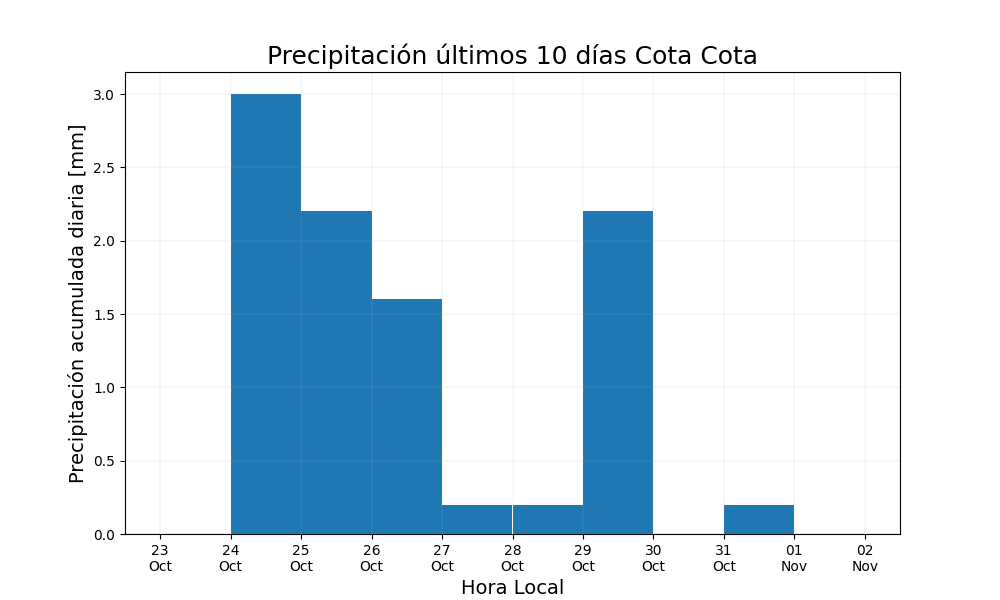 Precipitación últimos 10 días Cota Cota
Precipitación acumulada diaria [mm]
3.0
2.5
2.0
1.5
1.0
0.5
0.0
23 Oct
24 Oct
25 Oct
26 Oct
27 Oct
28 Oct
29 Oct
30 Oct
31 Oct
01 Nov
02 Nov
Hora Local